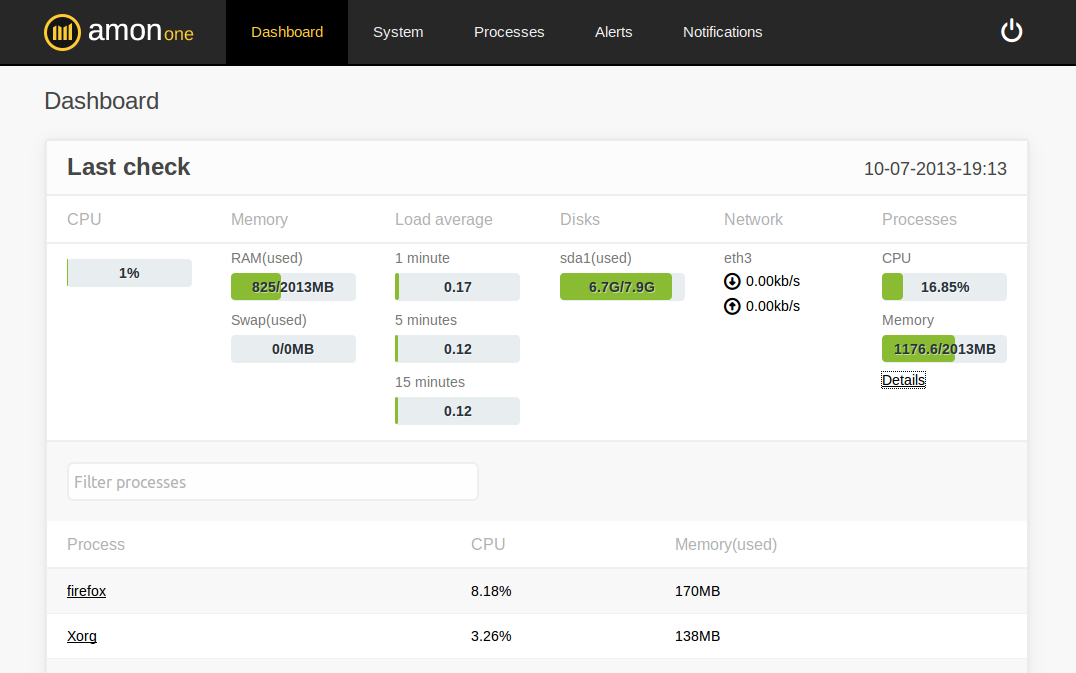 amonone
Dashboard System Processes Alerts Notifications
Dashboard
Last check 10-07-2013-19:13
CPU Memory Load average Disks Network Processes
RAM(used) 1 minute sda1(used) eth3 CPU
1% 825/2013MB 0.17 6.7G/7.9G 0.00kb/s 16.85%
0.00kb/s
Swap(used) 5 minutes Memory
0/0MB 0.12 1176.6/2013MB
15 minutes Details
0.12
Filter processes
Process CPU Memory(used)
firefox 8.18% 170MB
Xorg 3.26% 138MB